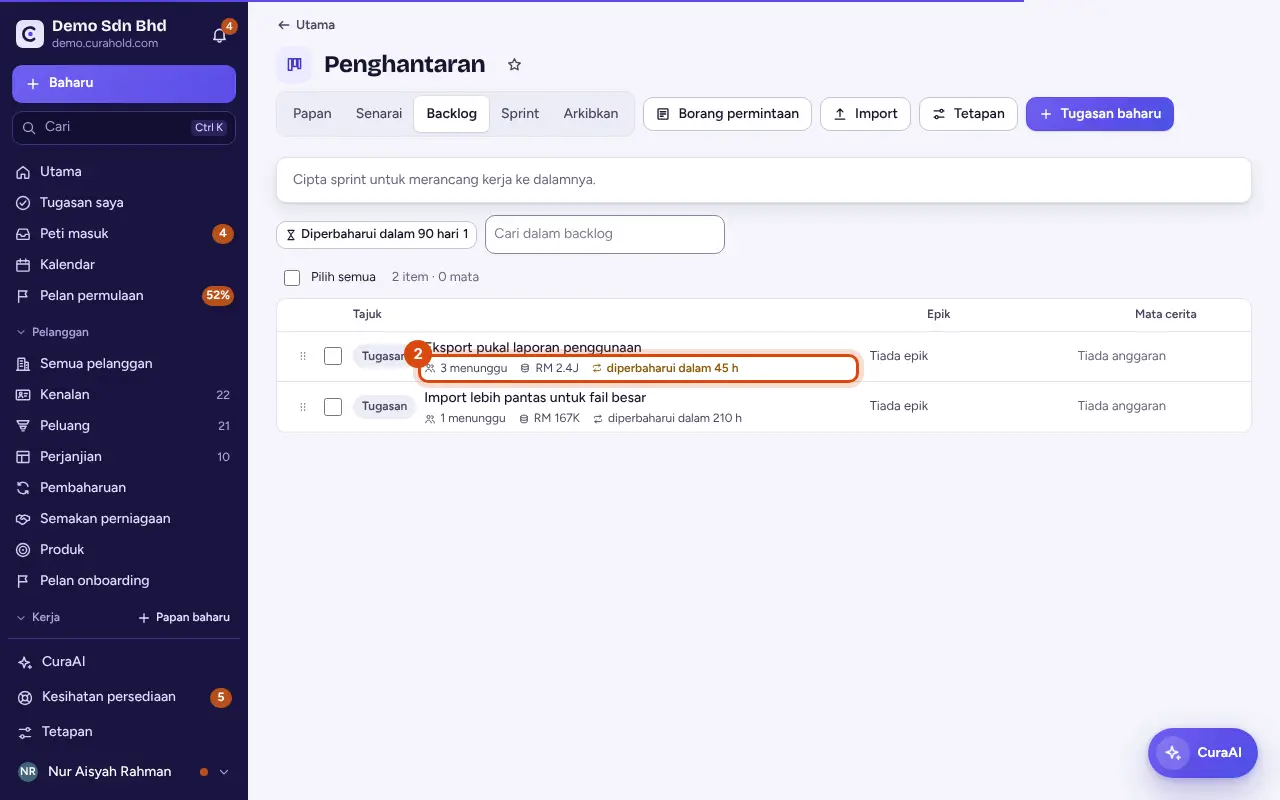 Demo Sdn Bhd
demo.curahold.com
4
Baharu
Cari
Ctrl K
Utama
Tugasan saya
Peti masuk 4
Kalendar
Pelan permulaan 52%
Pelanggan
Semua pelanggan
Kenalan 22
Peluang 21
Perjanjian 10
Pembaharuan
Semakan perniagaan
Produk
Pelan onboarding
Kerja + Papan baharu
CuraAI
Kesihatan persediaan 5
Tetapan
NR Nur Aisyah Rahman
← Utama
Penghantaran
Papan Senarai Backlog Sprint Arkibkan
Borang permintaan
Import
Tetapan
+ Tugasan baharu
Cipta sprint untuk merancang kerja ke dalamnya.
Diperbaharui dalam 90 hari 1
Cari dalam backlog
Pilih semua 2 item · 0 mata
Tajuk Epik Mata cerita
Tugasan Eksport pukal laporan penggunaan Tiada epik Tiada anggaran
2
3 menunggu RM 2.4J diperbaharui dalam 45 h
Tugasan Import lebih pantas untuk fail besar Tiada epik Tiada anggaran
1 menunggu RM 167K diperbaharui dalam 210 h
CuraAI